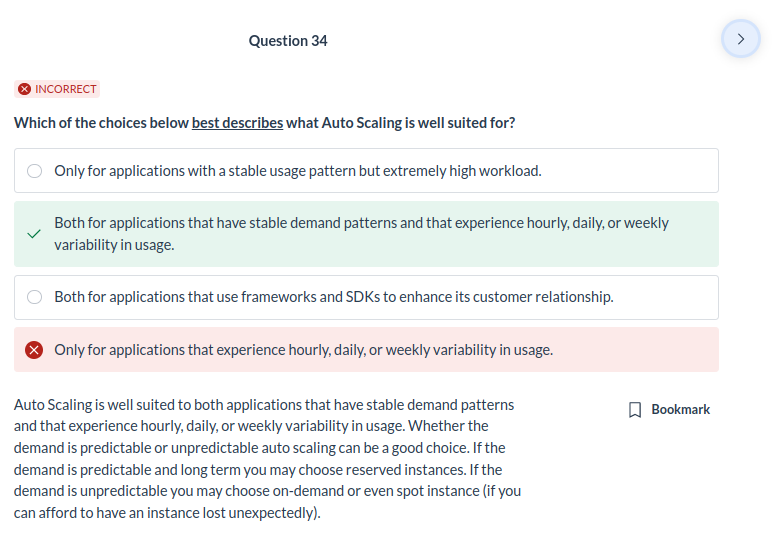 Question 34
INCORRECT
Which of the choices below best describes what Auto Scaling is well suited for?
Only for applications with a stable usage pattern but extremely high workload.
Both for applications that have stable demand patterns and that experience hourly, daily, or weekly
variability in usage.
Both for applications that use frameworks and SDKs to enhance its customer relationship.
Only for applications that experience hourly, daily, or weekly variability in usage.
Auto Scaling is well suited to both applications that have stable demand patterns
and that experience hourly, daily, or weekly variability in usage. Whether the
demand is predictable or unpredictable auto scaling can be a good choice. If the
demand is predictable and long term you may choose reserved instances. If the
demand is unpredictable you may choose on-demand or even spot instance (if you
can afford to have an instance lost unexpectedly).
Bookmark